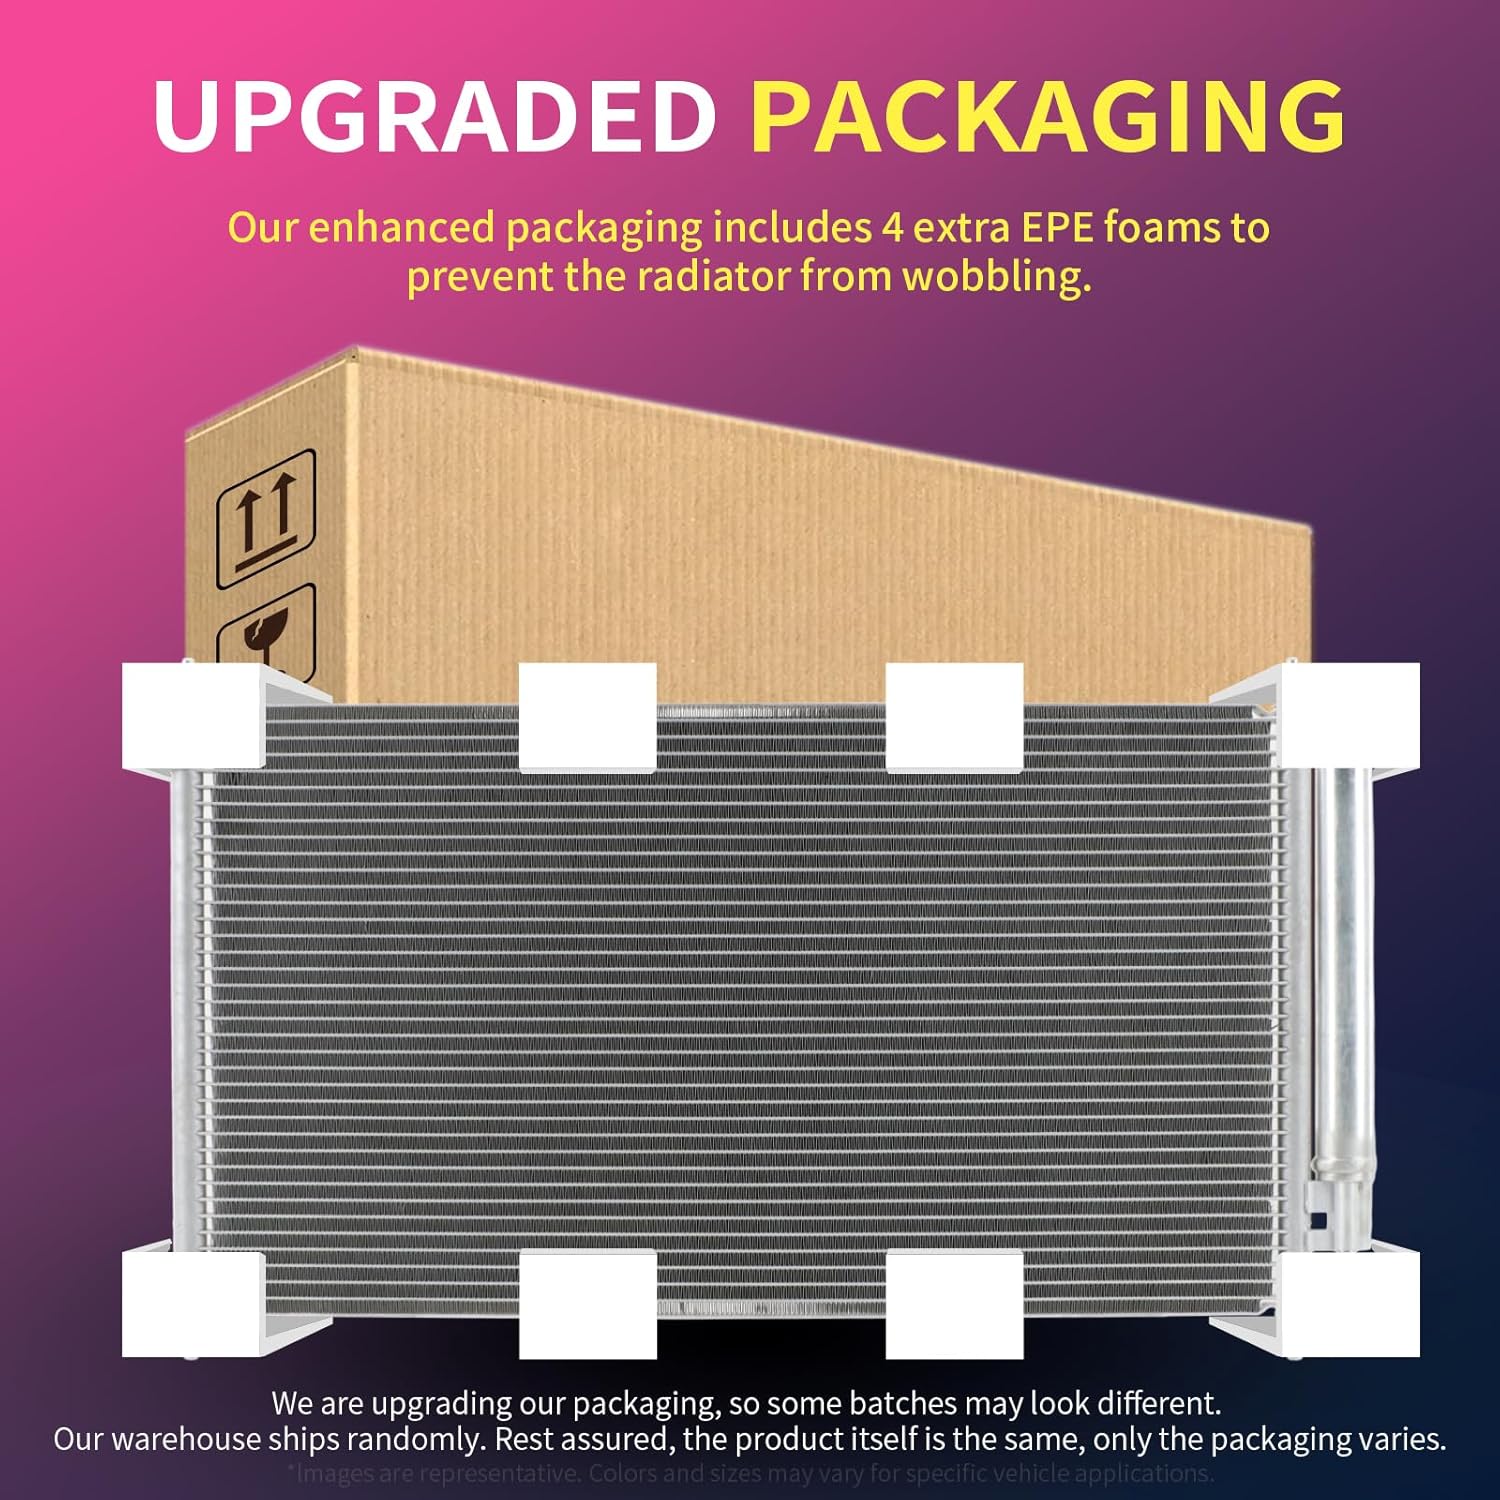 UPGRADED PACKAGING
Our enhanced packaging includes 4 extra EPE foams to
prevent the radiator from wobbling.
We are upgrading our packaging, so some batches may look different.
Our warehouse ships randomly. Rest assured, the product itself is the same, only the packaging varies.
*Images are representative. Colors and sizes may vary for specific vehicle applications.